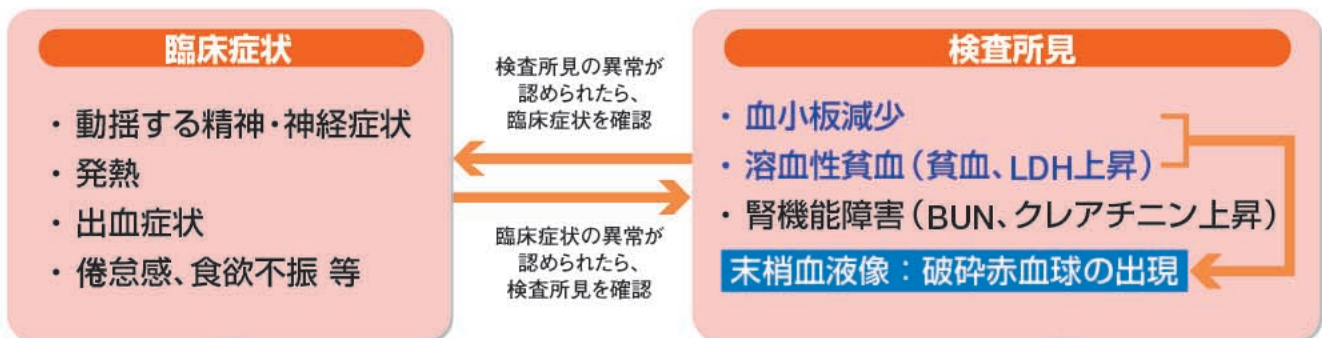 臨床症状
・動揺する精神・神経症状
・発熱
・出血症状
・倦怠感、食欲不振 等
検査所見の異常が
認められたら、
臨床症状を確認
臨床症状の異常が
認められたら、
検査所見を確認
検査所見
・血小板減少
・溶血性貧血（貧血、LDH上昇）
・腎機能障害（BUN、クレアチニン上昇）
末梢血液像：破砕赤血球の出現